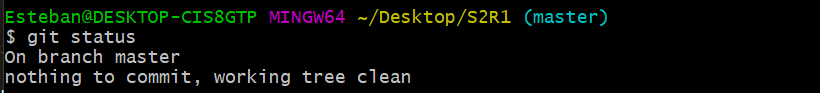 Esteban@DESKTOP-CIS8GTP MINGW64 ~/Desktop/S2R1 (master)
$ git status
On branch master
nothing to commit, working tree clean